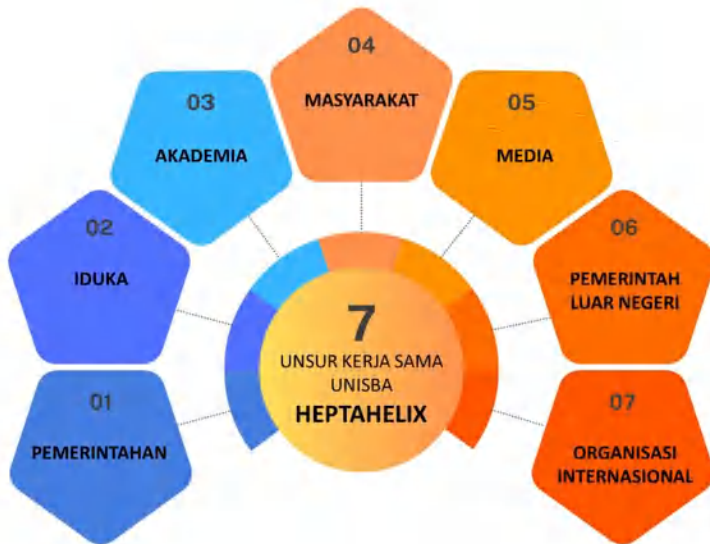 01
PEMERINTAHAN
02
IDUKA
03
AKADEMIA
04
MASYARAKAT
05
MEDIA
06
PEMERINTAH
LUAR NEGERI
07
ORGANISASI
INTERNASIONAL
7
UNSUR KERJA SAMA
UNISBA
HEPTAHELIX